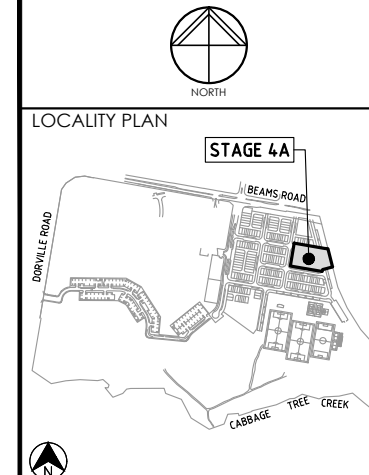 NORTH
LOCALITY PLAN
STAGE 4A
BEAMS ROAD
DORVILLE ROAD
CABBAGE TREE CREEK
N